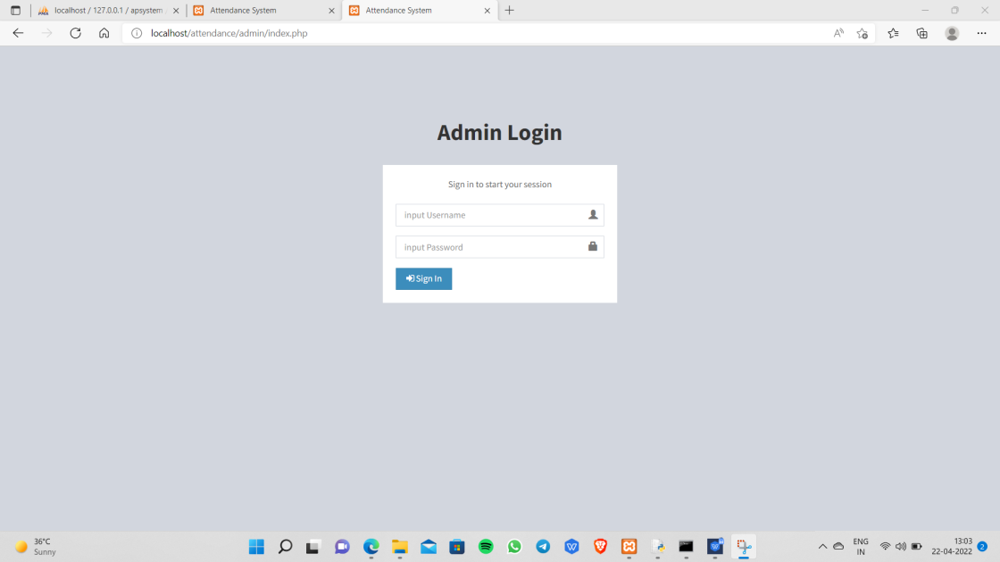 localhost / 127.0.0.1 / apsystem
Attendance System
Attendance System
localhost/attendance/admin/index.php
Admin Login
Sign in to start your session
input Username
input Password
Sign In
36°C
Sunny
ENG
IN
13:03
22-04-2022
2